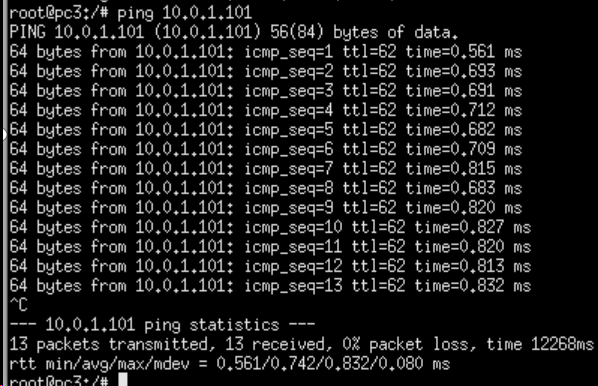 root@pc3:/# ping 10.0.1.101
PING 10.0.1.101 (10.0.1.101) 56(84) bytes of data.
64 bytes from 10.0.1.101: icmp_seq=1 ttl=62 time=0.561 ms
64 bytes from 10.0.1.101: icmp_seq=2 ttl=62 time=0.693 ms
64 bytes from 10.0.1.101: icmp_seq=3 ttl=62 time=0.691 ms
64 bytes from 10.0.1.101: icmp_seq=4 ttl=62 time=0.712 ms
64 bytes from 10.0.1.101: icmp_seq=5 ttl=62 time=0.682 ms
64 bytes from 10.0.1.101: icmp_seq=6 ttl=62 time=0.709 ms
64 bytes from 10.0.1.101: icmp_seq=7 ttl=62 time=0.815 ms
64 bytes from 10.0.1.101: icmp_seq=8 ttl=62 time=0.683 ms
64 bytes from 10.0.1.101: icmp_seq=9 ttl=62 time=0.820 ms
64 bytes from 10.0.1.101: icmp_seq=10 ttl=62 time=0.827 ms
64 bytes from 10.0.1.101: icmp_seq=11 ttl=62 time=0.820 ms
64 bytes from 10.0.1.101: icmp_seq=12 ttl=62 time=0.813 ms
64 bytes from 10.0.1.101: icmp_seq=13 ttl=62 time=0.832 ms
^C
--- 10.0.1.101 ping statistics ---
13 packets transmitted, 13 received, 0% packet loss, time 12268ms
rtt min/avg/max/mdev = 0.561/0.742/0.832/0.080 ms
root@pc3:/#